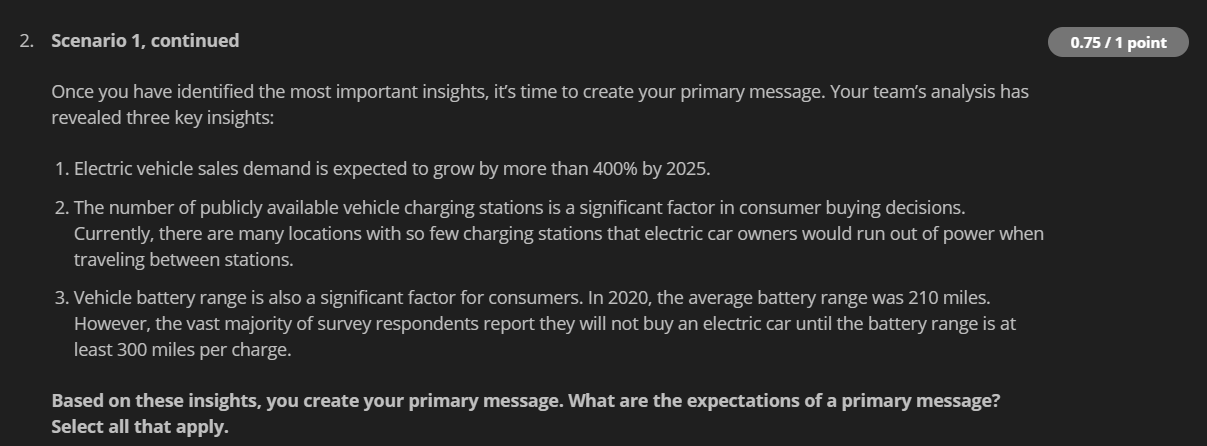 2. Scenario 1, continued
0.75 / 1 point
Once you have identified the most important insights, it’s time to create your primary message. Your team’s analysis has
revealed three key insights:
1. Electric vehicle sales demand is expected to grow by more than 400% by 2025.
2. The number of publicly available vehicle charging stations is a significant factor in consumer buying decisions.
Currently, there are many locations with so few charging stations that electric car owners would run out of power when
traveling between stations.
3. Vehicle battery range is also a significant factor for consumers. In 2020, the average battery range was 210 miles.
However, the vast majority of survey respondents report they will not buy an electric car until the battery range is at
least 300 miles per charge.
Based on these insights, you create your primary message. What are the expectations of a primary message?
Select all that apply.